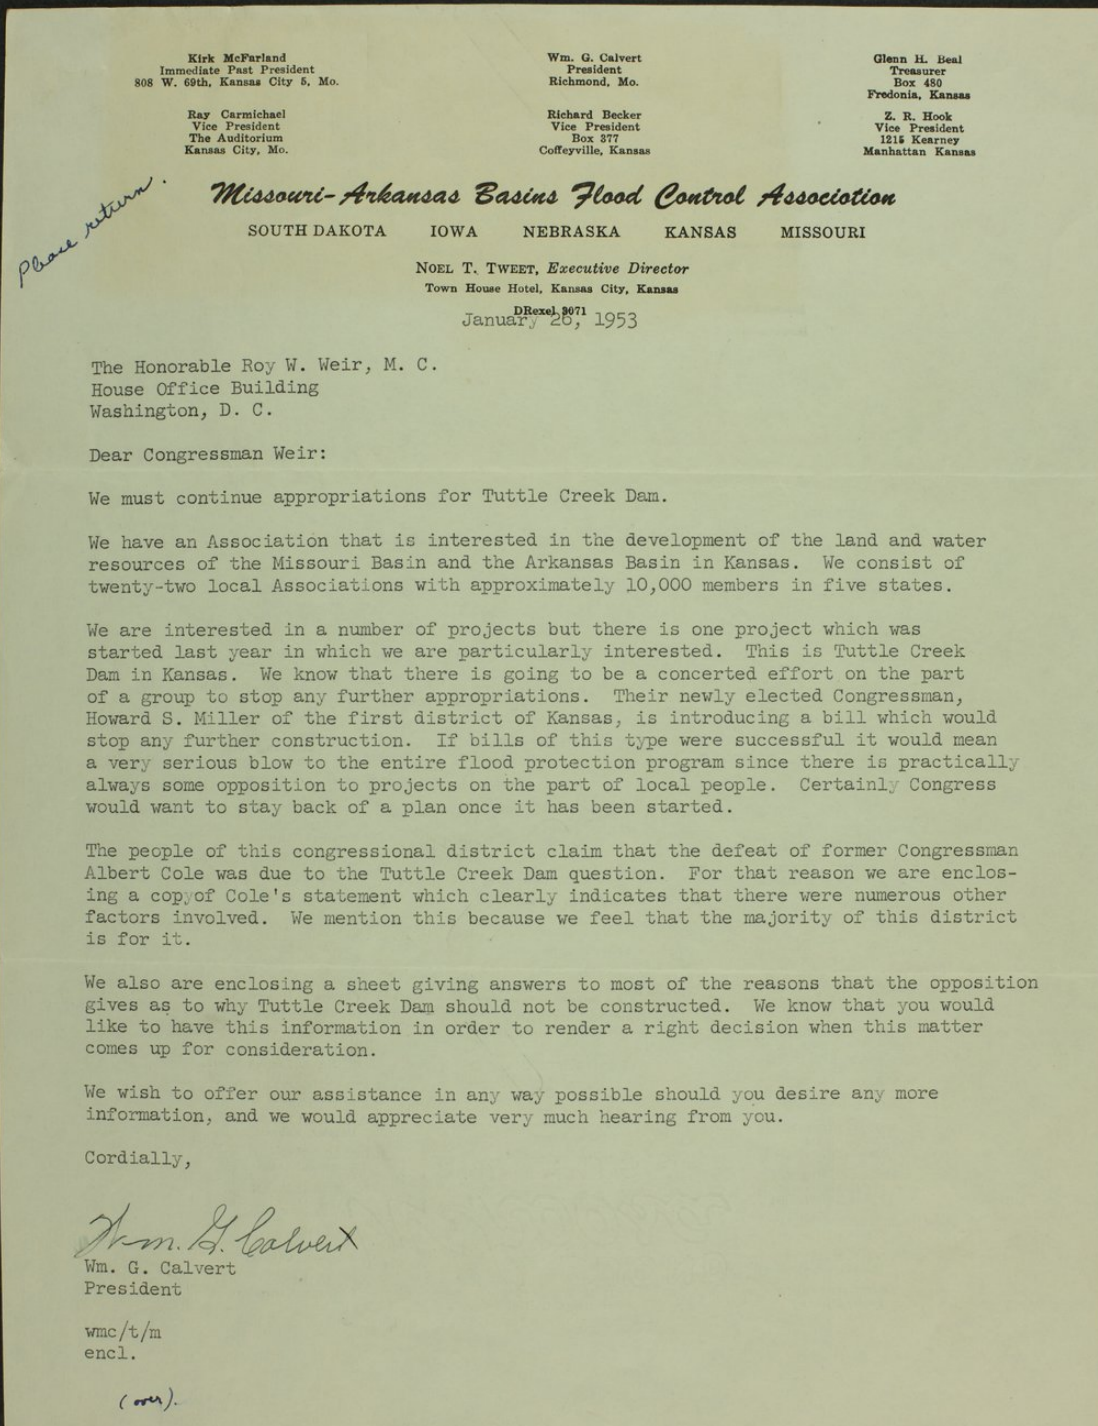 Kirk McFarland
Immediate Past President
808 W. 69th, Kansas City 5, Mo.
Ray Carmichael
Vice President
The Auditorium
Kansas City, Mo.
Wm. G. Calvert
President
Richmond, Mo.
Richard Becker
Vice President
Box 377
Coffeyville, Kansas
Glenn H. Beal
Treasurer
Box 480
Fredonia, Kansas
Z. R. Hook
Vice President
1215 Kearney
Manhattan Kansas
Please return.
Missouri-Arkansas Basins Flood Control Association
SOUTH DAKOTA IOWA NEBRASKA KANSAS MISSOURI
NOEL T. TWEET, Executive Director
Town House Hotel, Kansas City, Kansas
DRexel 3071
January 26, 1953
The Honorable Roy W. Weir, M. C.
House Office Building
Washington, D. C.
Dear Congressman Weir:
We must continue appropriations for Tuttle Creek Dam.
We have an Association that is interested in the development of the land and water
resources of the Missouri Basin and the Arkansas Basin in Kansas. We consist of
twenty-two local Associations with approximately 10,000 members in five states.
We are interested in a number of projects but there is one project which was
started last year in which we are particularly interested. This is Tuttle Creek
Dam in Kansas. We know that there is going to be a concerted effort on the part
of a group to stop any further appropriations. Their newly elected Congressman,
Howard S. Miller of the first district of Kansas, is introducing a bill which would
stop any further construction. If bills of this type were successful it would mean
a very serious blow to the entire flood protection program since there is practically
always some opposition to projects on the part of local people. Certainly Congress
would want to stay back of a plan once it has been started.
The people of this congressional district claim that the defeat of former Congressman
Albert Cole was due to the Tuttle Creek Dam question. For that reason we are enclos-
ing a copyof Cole's statement which clearly indicates that there were numerous other
factors involved. We mention this because we feel that the majority of this district
is for it.
We also are enclosing a sheet giving answers to most of the reasons that the opposition
gives as to why Tuttle Creek Dam should not be constructed. We know that you would
like to have this information in order to render a right decision when this matter
comes up for consideration.
We wish to offer our assistance in any way possible should you desire any more
information, and we would appreciate very much hearing from you.
Cordially,
Wm. G. Calvert
Wm. G. Calvert
President
wmc/t/m
encl.
(over).